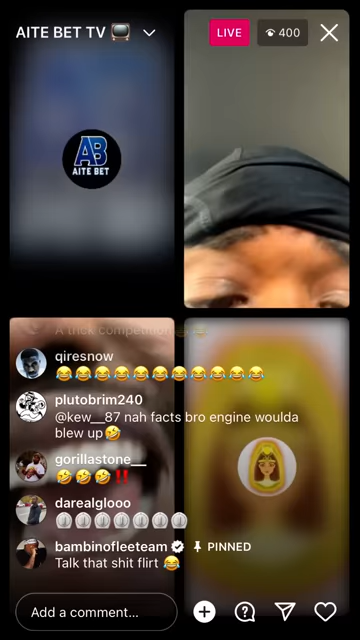 AITE BET TV 📺
LIVE
400
AB
AITE BET
A trick competition😂😂
qiresnow
😂😂😂😂😂😂😂😂😂😂😂
plutobrim240
@kew__87 nah facts bro engine woulda
blew up🤣
gorillastone__
🤣🤣🤣‼️
darealglooo
🦪🦪🦪🦪🦪🦪🦪
bambinofleeteam PINNED
Talk that shit flirt 😂
Add a comment...